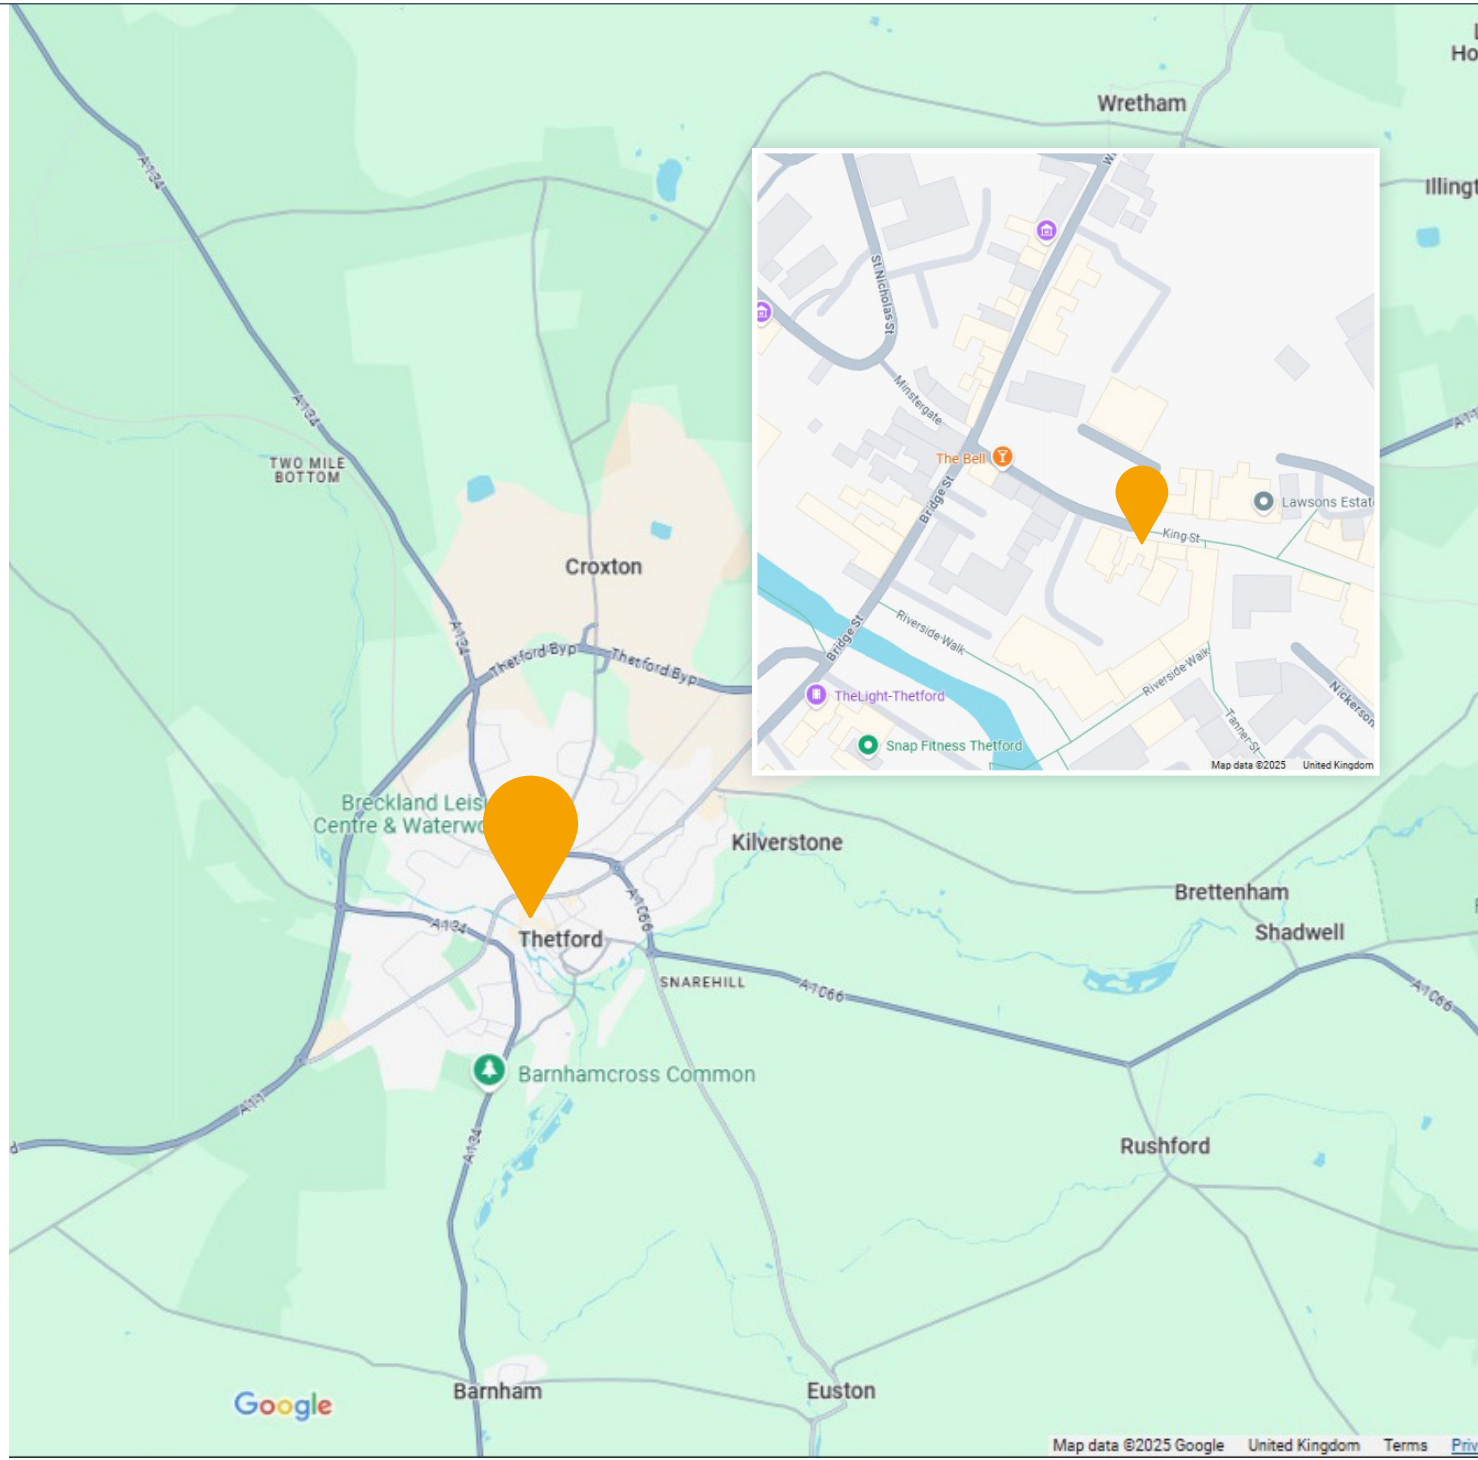 Wretham
A134
St Nicholas St
Minstergate
The Bell
Bridge St
Lawsons Estat
King St
Riverside Walk
Bridge St
Riverside Walk
TheLight-Thetford
Nickerson
Tanner St
Snap Fitness Thetford
Map data ©2025 United Kingdom
A134
TWO MILE
BOTTOM
Croxton
A134
Thetford Byp
Thetford Byp
Breckland Leis
Centre & Waterwo
Kilverstone
Brettenham
A1066
A134
Thetford
Shadwell
SNAREHILL
A1066
A1066
Barnhamcross Common
A11
A134
Rushford
Barnham
Euston
Google
Map data ©2025 Google United Kingdom Terms